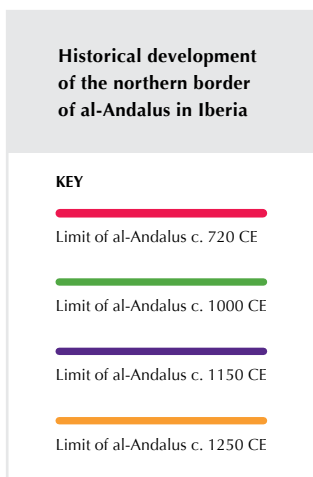 Historical development
of the northern border
of al-Andalus in Iberia
KEY
Limit of al-Andalus c. 720 CE
Limit of al-Andalus c. 1000 CE
Limit of al-Andalus c. 1150 CE
Limit of al-Andalus c. 1250 CE